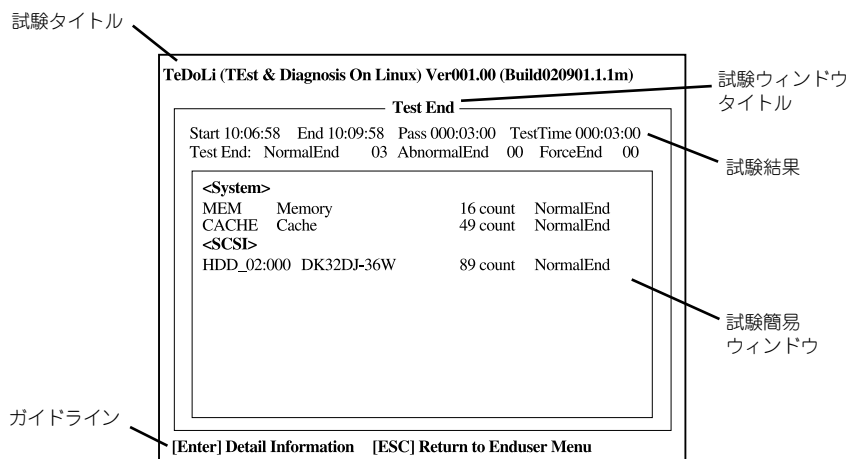 試験タイトル
TeDoLi (TEst & Diagnosis On Linux) Ver001.00 (Build020901.1.1m)
試験ウィンドウ
タイトル
Test End
Start 10:06:58 End 10:09:58 Pass 000:03:00 TestTime 000:03:00
Test End: NormalEnd 03 AbnormalEnd 00 ForceEnd 00
試験結果
<System>
MEM Memory 16 count NormalEnd
CACHE Cache 49 count NormalEnd
<SCSI>
HDD_02:000 DK32DJ-36W 89 count NormalEnd
試験簡易
ウィンドウ
ガイドライン
[Enter] Detail Information [ESC] Return to Enduser Menu